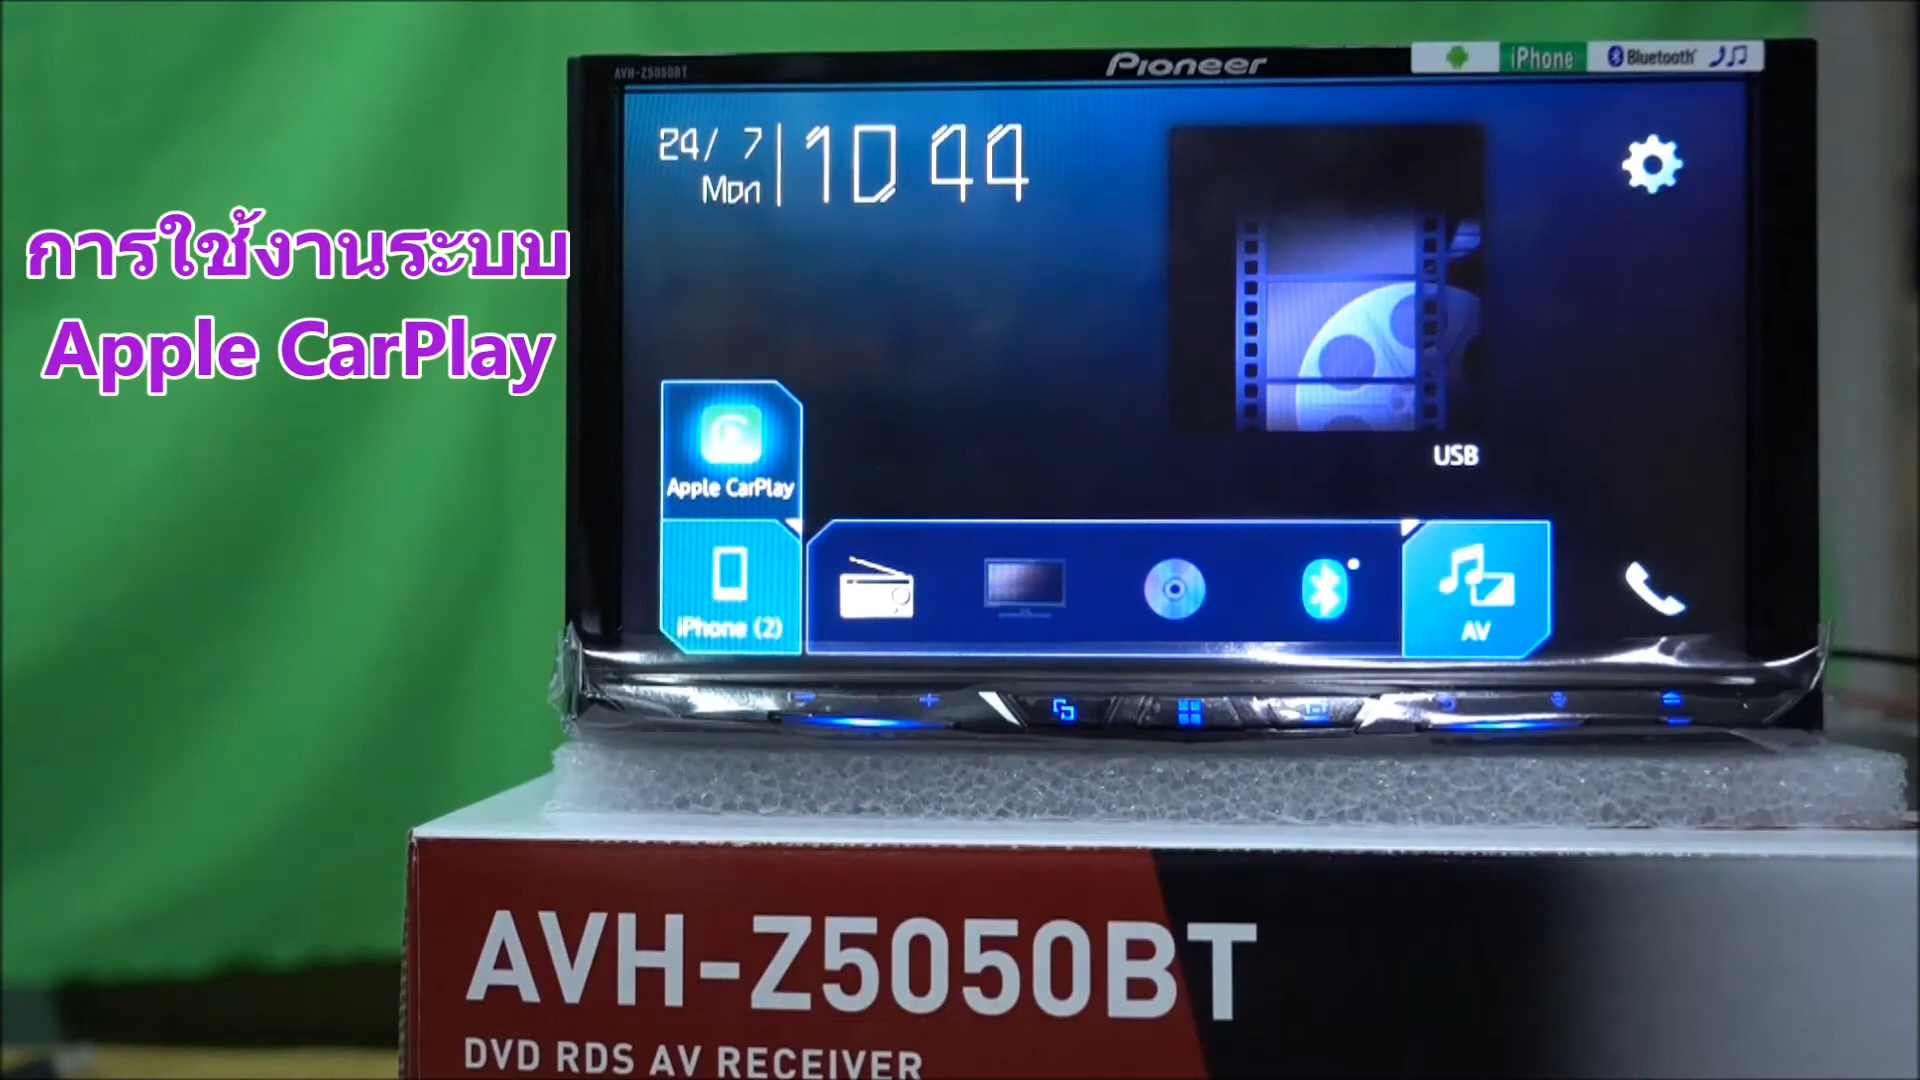 AVH-Z5050BT
Pioneer
iPhone
Bluetooth
24/ 7
Mon
10 44
การใช้งานระบบ
Apple CarPlay
USB
Apple CarPlay
iPhone (2)
AV
AVH-Z5050BT
DVD RDS AV RECEIVER